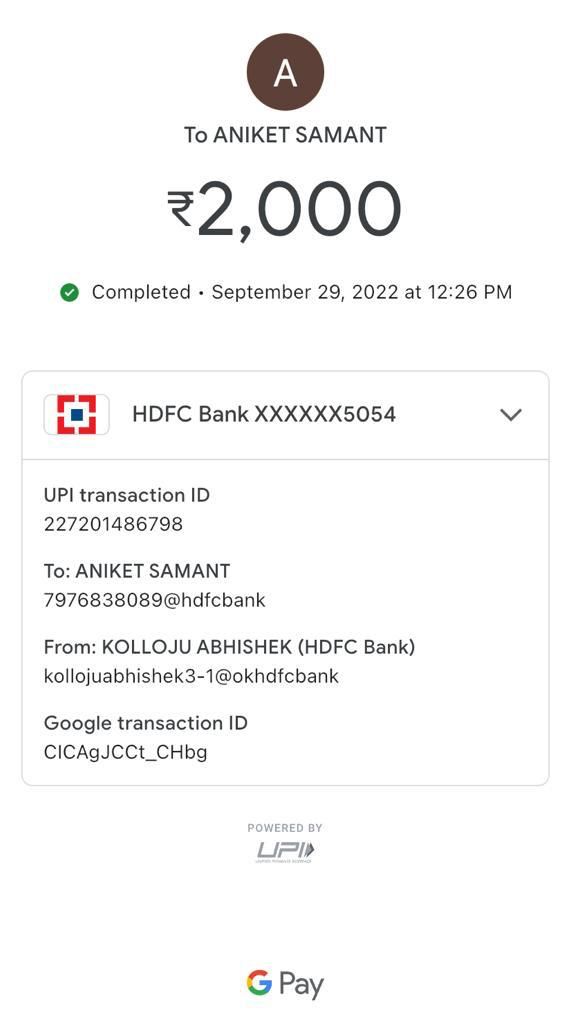 A
To ANIKET SAMANT
₹2,000
Completed • September 29, 2022 at 12:26 PM
HDFC Bank XXXXXX5054
UPI transaction ID
227201486798
To: ANIKET SAMANT
7976838089@hdfcbank
From: KOLLOJU ABHISHEK (HDFC Bank)
kollojuabhishek3-1@okhdfcbank
Google transaction ID
CICAgJCCt_CHbg
POWERED BY
UPI
UNIFIED PAYMENTS INTERFACE
G Pay